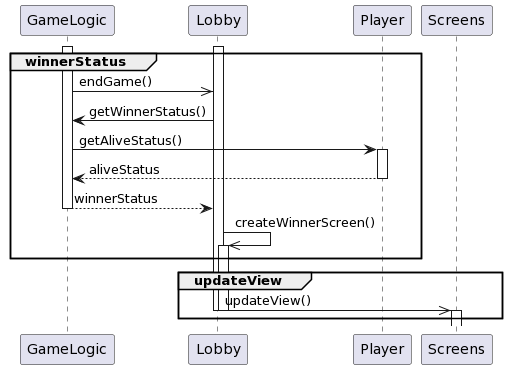 GameLogic Lobby Player Screens
winnerStatus
endGame()
getWinnerStatus()
getAliveStatus()
aliveStatus
winnerStatus
createWinnerScreen()
updateView
updateView()
GameLogic Lobby Player Screens